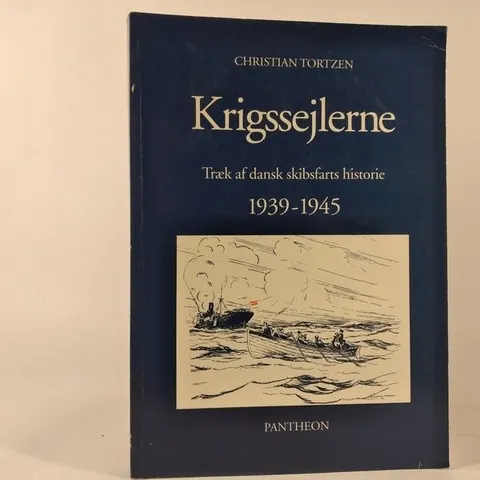 CHRISTIAN TORTZEN
Krigssejlerne
Træk af dansk skibsfarts historie
1939-1945
PANTHEON